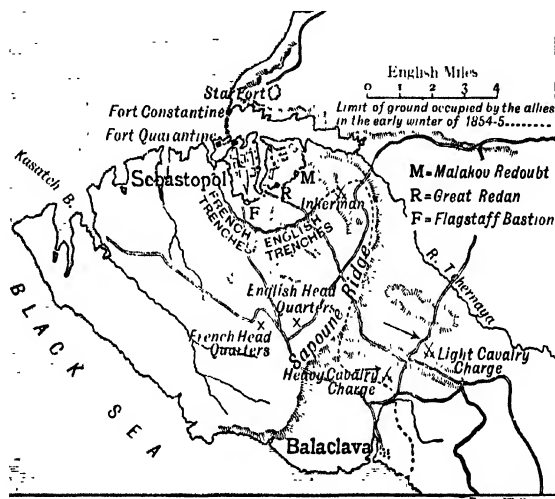 English Miles
0 1 2 3 4
Limit of ground occupied by the allies
in the early winter of 1854-5
Star Fort
Fort Constantine
Fort Quarantine
Sebastopol
Kasatch B.
M = Malakov Redoubt
R = Great Redan
F = Flagstaff Bastion
M
R
F
Inkerman
FRENCH
TRENCHES
ENGLISH
TRENCHES
R. Tchernaya
English Head
Quarters
French Head
Quarters
Sapoune Ridge
Light Cavalry
Charge
Heavy Cavalry
Charge
Balaclava
BLACK SEA